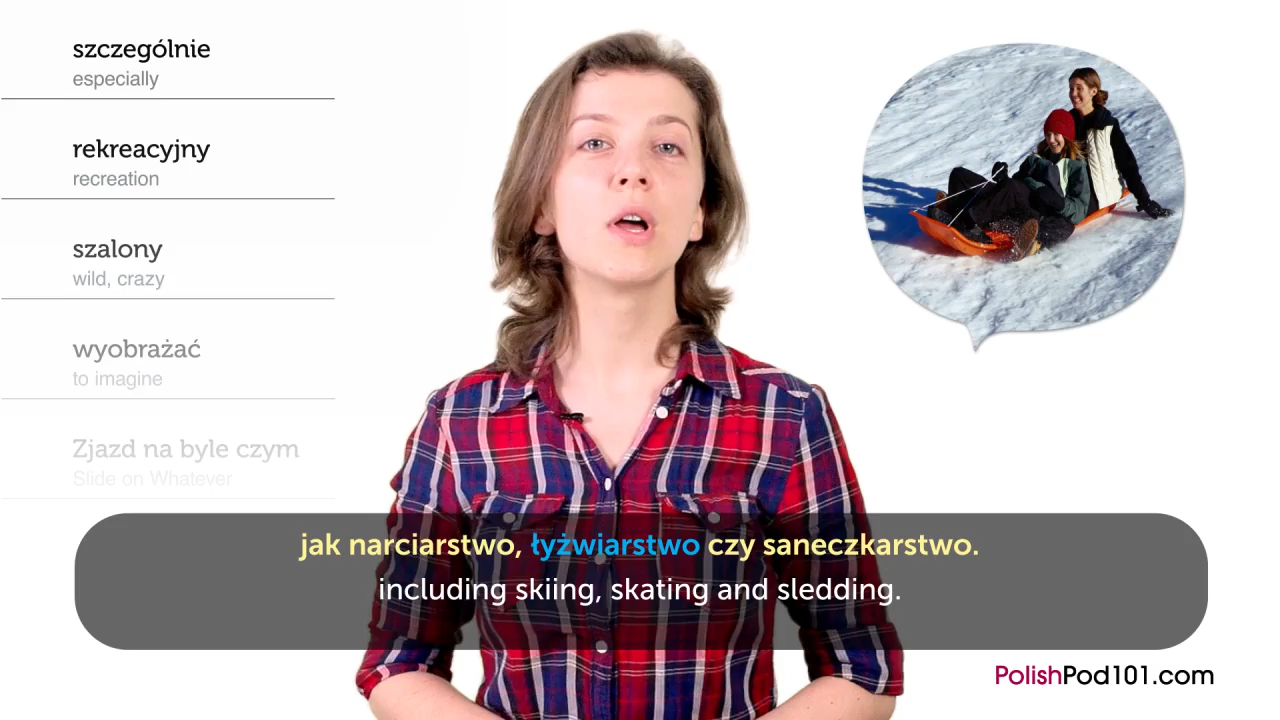 szczególnie
especially
rekreacyjny
recreation
szalony
wild, crazy
wyobrażać
to imagine
Zjazd na byle czym
Slide on Whatever
jak narciarstwo, łyżwiarstwo czy saneczkarstwo.
including skiing, skating and sledding.
PolishPod101.com